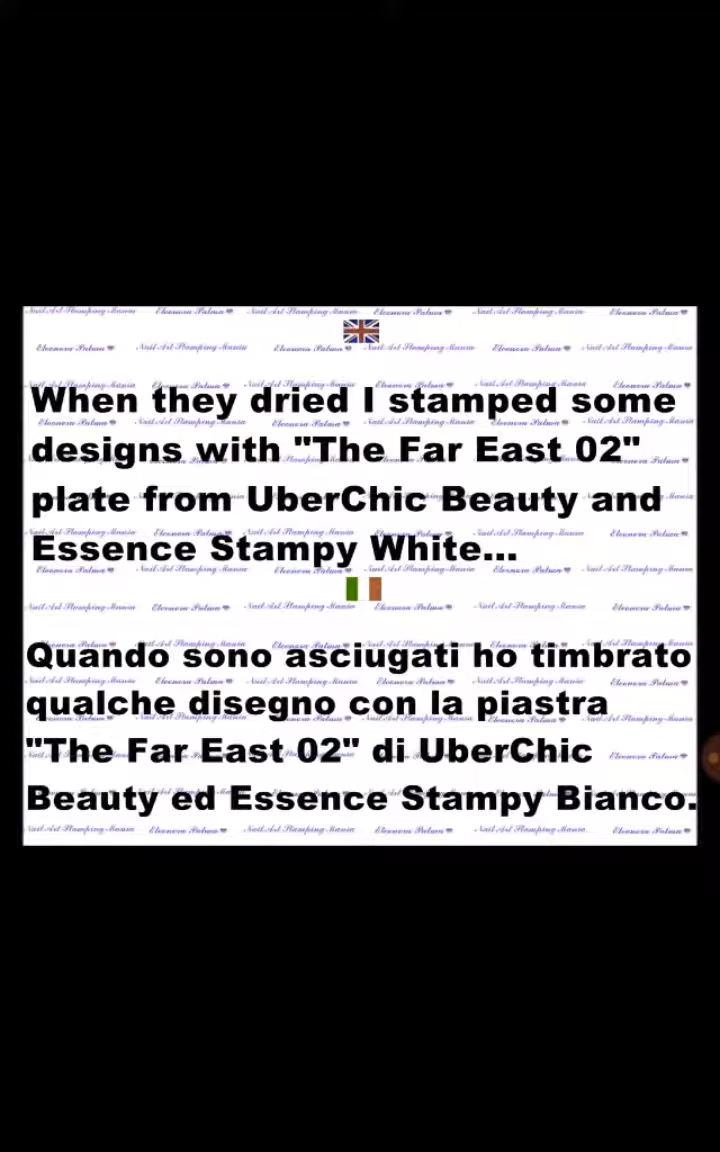 When they dried I stamped some
designs with "The Far East 02"
plate from UberChic Beauty and
Essence Stampy White...
Quando sono asciugati ho timbrato
qualche disegno con la piastra
"The Far East 02" di UberChic
Beauty ed Essence Stampy Bianco.